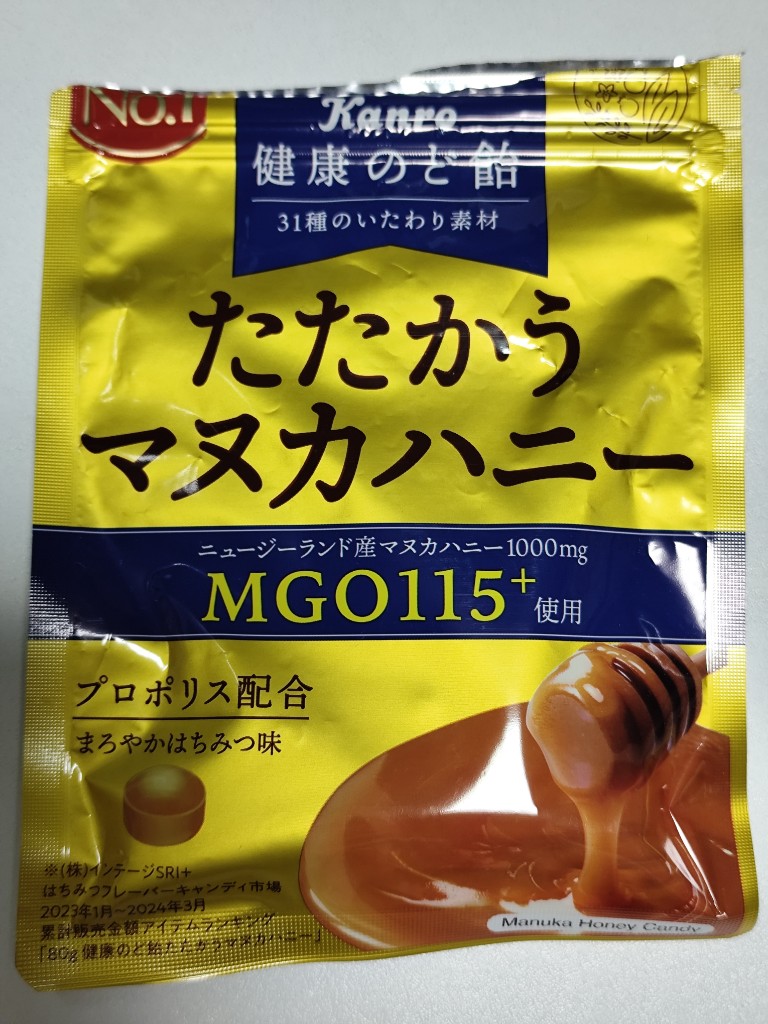 No.1
Kanro
健康のど飴
31種のいたわり素材
たたかう
マヌカハニー
ニュージーランド産マヌカハニー1000mg
MGO115+使用
プロポリス配合
まろやかはちみつ味
※(株)インテージSRI+
はちみつフレーバーキャンディ市場
2023年1月〜2024年3月
累計販売金額アイテムランキング
「80g 健康のど飴たたかうマヌカハニー」
Manuka Honey Candy